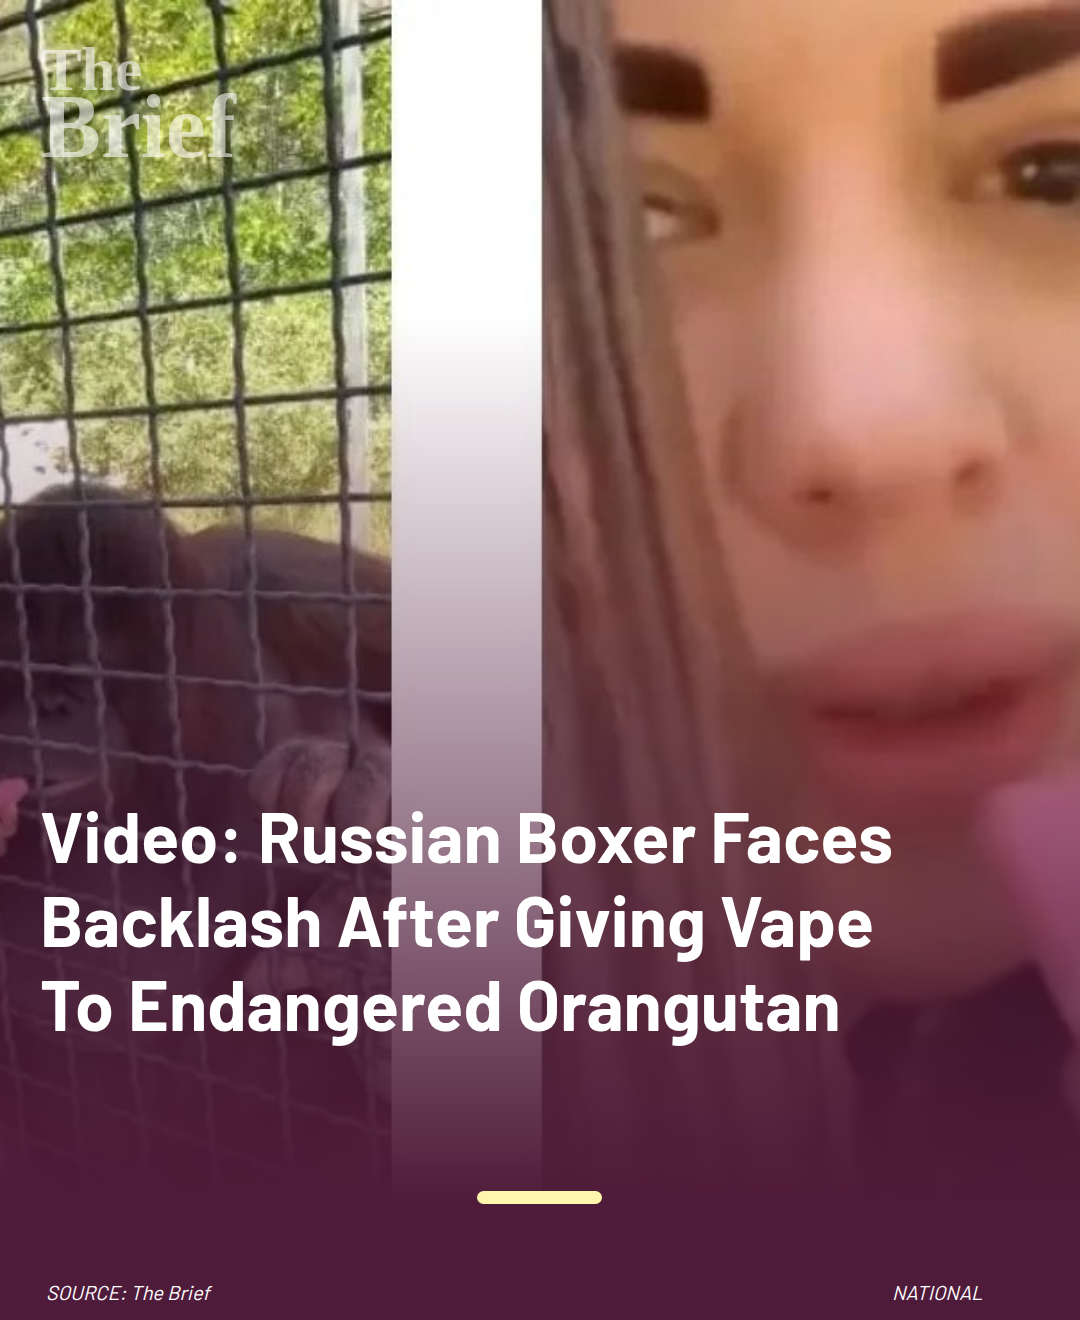 The
Brief
Video: Russian Boxer Faces
Backlash After Giving Vape
To Endangered Orangutan
SOURCE: The Brief
NATIONAL